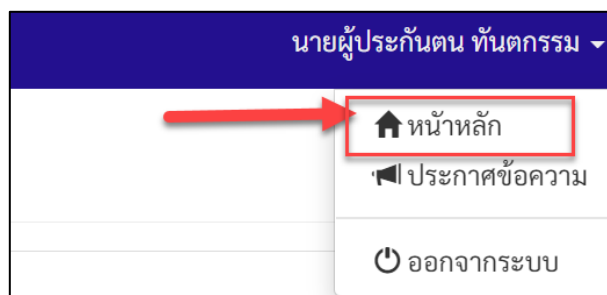 นายผู้ประกันตน ทันตกรรม
หน้าหลัก
ประกาศข้อความ
ออกจากระบบ